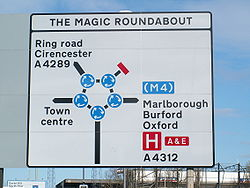 THE MAGIC ROUNDABOUT
Ring road
Cirencester
A4289
(M4)
Town
centre
Marlborough
Burford
Oxford
H A&E
A4312